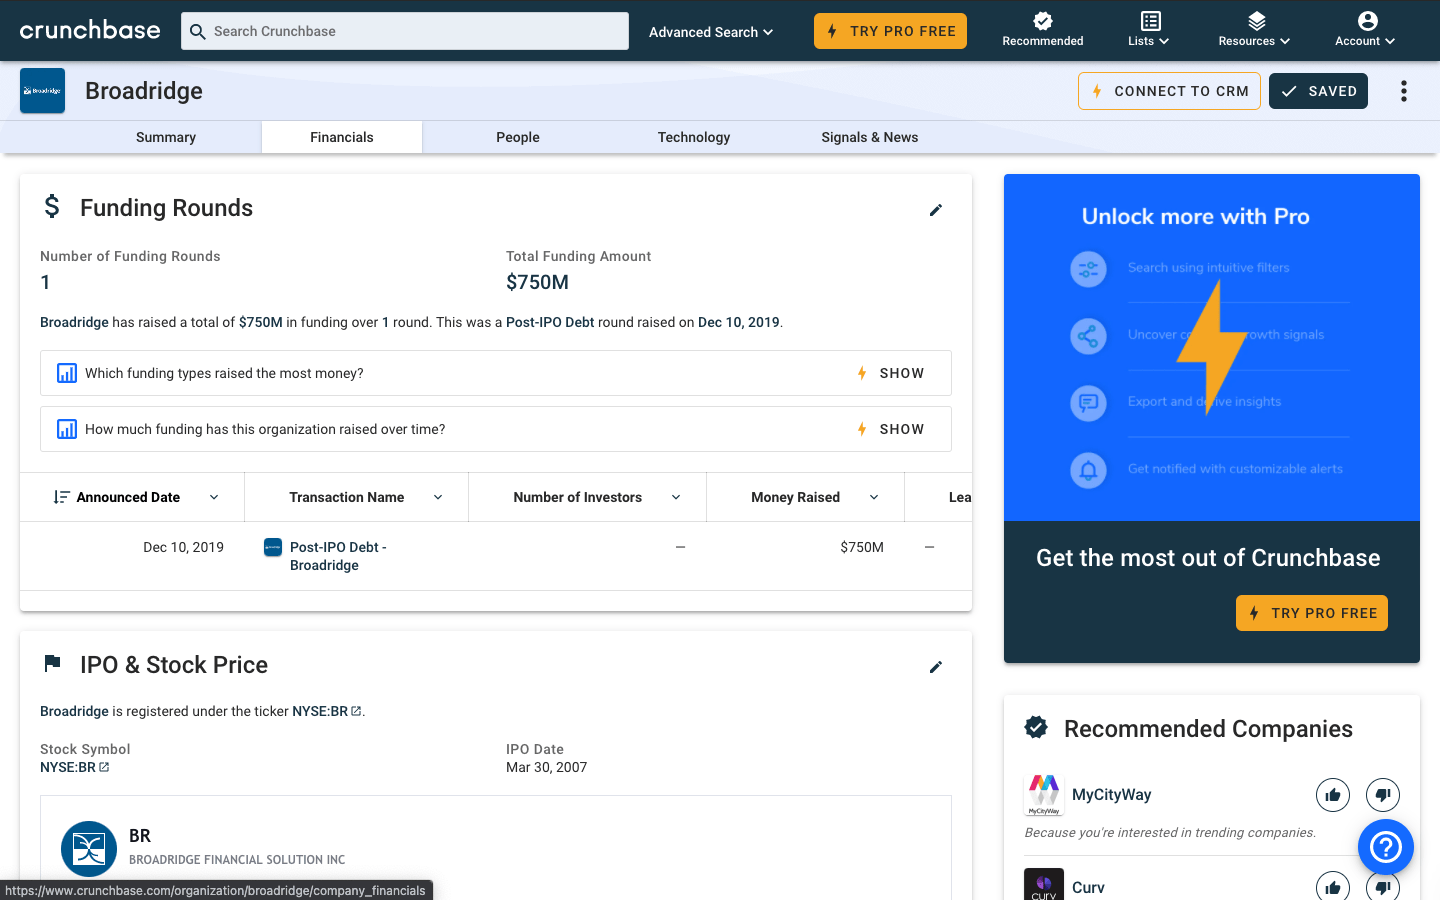 crunchbase
Search Crunchbase
Advanced Search
TRY PRO FREE
Recommended
Lists
Resources
Account
Broadridge
Broadridge
CONNECT TO CRM
SAVED
Summary
Financials
People
Technology
Signals & News
Funding Rounds
Number of Funding Rounds
1
Total Funding Amount
$750M
Broadridge has raised a total of $750M in funding over 1 round. This was a Post-IPO Debt round raised on Dec 10, 2019.
Which funding types raised the most money?
SHOW
How much funding has this organization raised over time?
SHOW
Announced Date
Transaction Name
Number of Investors
Money Raised
Lea
Dec 10, 2019
Post-IPO Debt -
Broadridge
—
$750M
—
IPO & Stock Price
Broadridge is registered under the ticker NYSE:BR.
Stock Symbol
NYSE:BR
IPO Date
Mar 30, 2007
BR
BROADRIDGE FINANCIAL SOLUTION INC
https://www.crunchbase.com/organization/broadridge/company_financials
Unlock more with Pro
Search using intuitive filters
Uncover
owth signals
Export and
insights
Get notified with customizable alerts
Get the most out of Crunchbase
TRY PRO FREE
Recommended Companies
MyCityWay
MyCityWay
Because you're interested in trending companies.
CURV
Curv